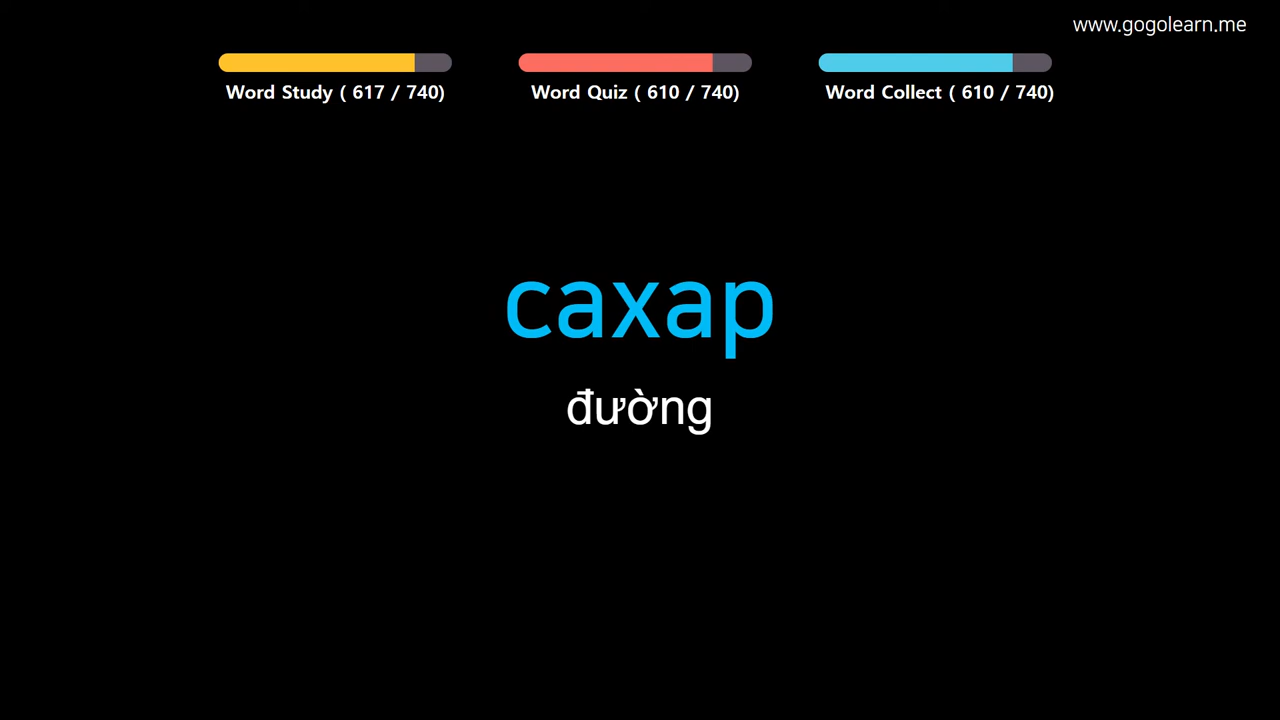 www.gogolearn.me
Word Study ( 617 / 740)
Word Quiz ( 610 / 740)
Word Collect ( 610 / 740)
сахар
đường